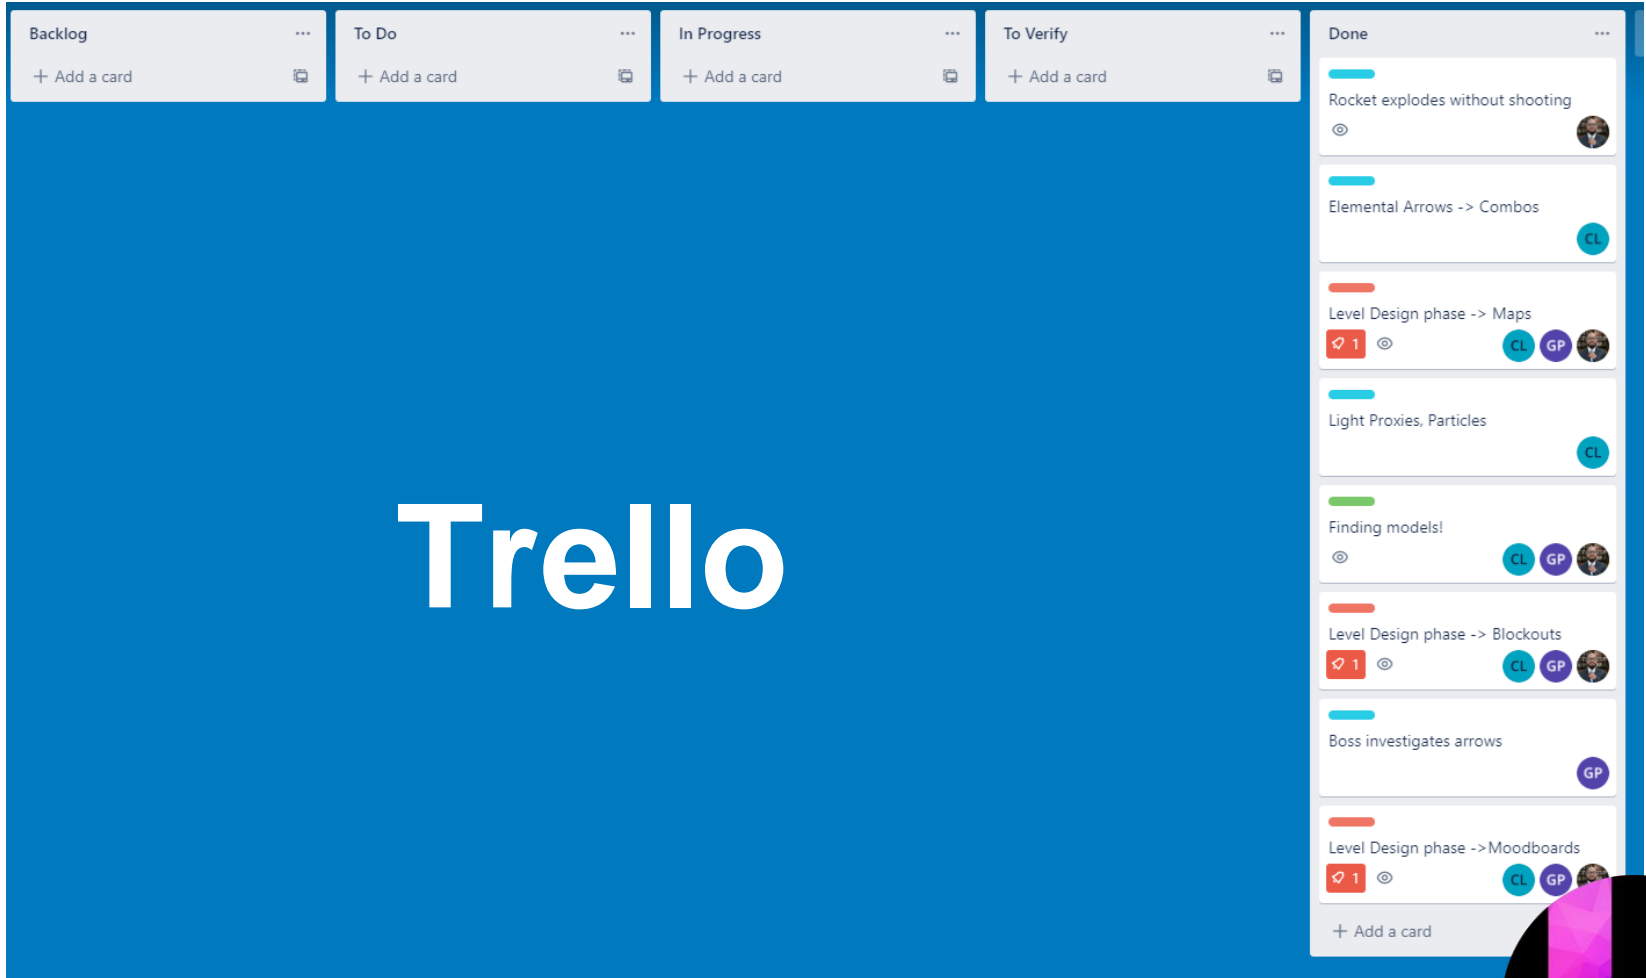 Backlog
Add a card
To Do
Add a card
In Progress
Add a card
To Verify
Add a card
Done
Rocket explodes without shooting
Elemental Arrows -> Combos
CL
Level Design phase -> Maps
1 CL GP
Light Proxies, Particles
CL
Finding models!
CL GP
Level Design phase -> Blockouts
1 CL GP
Boss investigates arrows
GP
Level Design phase ->Moodboards
1 CL GP
Add a card
Trello